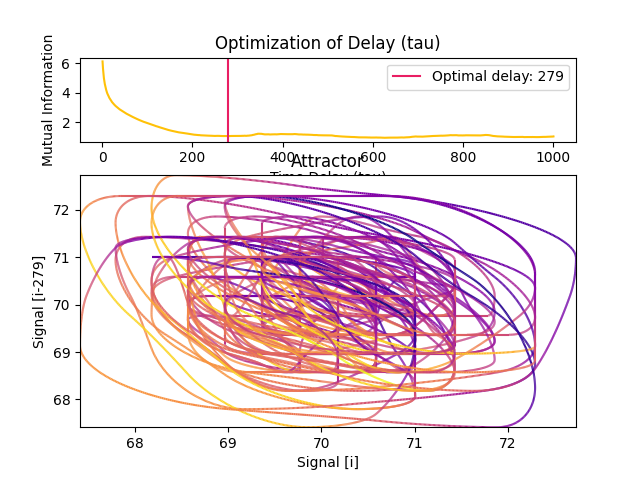 Optimization of Delay (tau)
Mutual Information
6
4
2
Optimal delay: 279
0 200 400 600 800 1000
Time Delay (tau)
Attractor
Signal [i-279]
72
71
70
69
68
68 69 70 71 72
Signal [i]